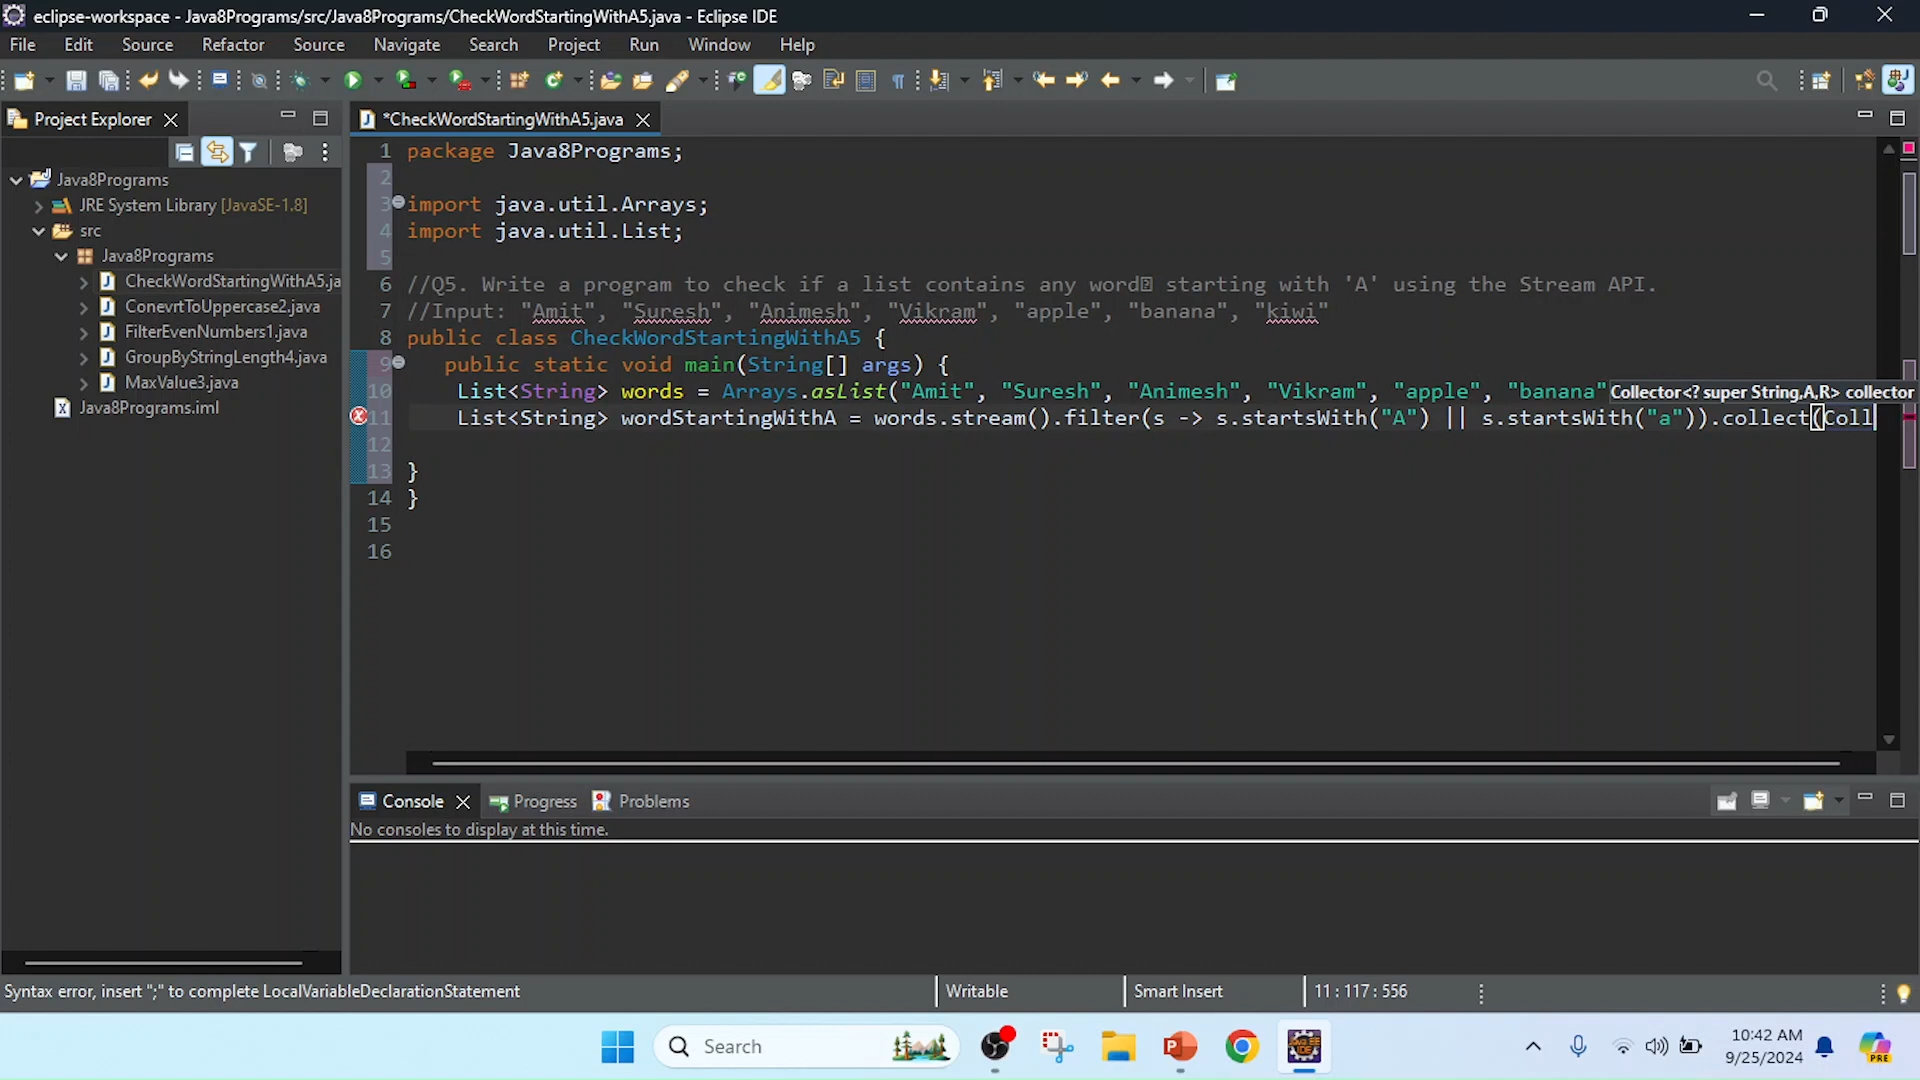 eclipse-workspace - Java8Programs/src/Java8Programs/CheckWordStartingWithA5.java - Eclipse IDE
File Edit Source Refactor Source Navigate Search Project Run Window Help
Project Explorer
*CheckWordStartingWithA5.java
Java8Programs
JRE System Library [JavaSE-1.8]
src
Java8Programs
CheckWordStartingWithA5.ja
ConevrtToUppercase2.java
FilterEvenNumbers1.java
GroupByStringLength4.java
MaxValue3.java
Java8Programs.iml
1 package Java8Programs;
2
3 import java.util.Arrays;
4 import java.util.List;
5
6 //Q5. Write a program to check if a list contains any word starting with 'A' using the Stream API.
7 //Input: "Amit", "Suresh", "Animesh", "Vikram", "apple", "banana", "kiwi"
8 public class CheckWordStartingWithA5 {
9 public static void main(String[] args) {
10 List<String> words = Arrays.asList("Amit", "Suresh", "Animesh", "Vikram", "apple", "banana"
Collector<? super String,A,R> collector
11 List<String> wordStartingWithA = words.stream().filter(s -> s.startsWith("A") || s.startsWith("a")).collect(Coll
12
13 }
14 }
15
16
Console Progress Problems
No consoles to display at this time.
Syntax error, insert ";" to complete LocalVariableDeclarationStatement
Writable
Smart Insert
11 : 117 : 556
Search
10:42 AM
9/25/2024
PRE